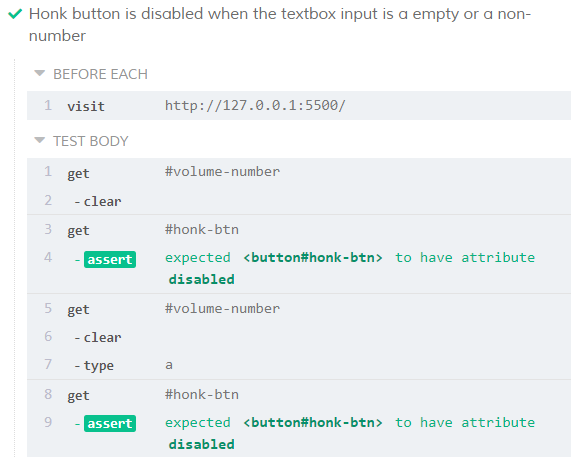 Honk button is disabled when the textbox input is a empty or a non-
number
BEFORE EACH
1 visit http://127.0.0.1:5500/
TEST BODY
1 get #volume-number
2 -clear
3 get #honk-btn
4 -assert expected <button#honk-btn> to have attribute
disabled
5 get #volume-number
6 -clear
7 -type a
8 get #honk-btn
9 -assert expected <button#honk-btn> to have attribute
disabled